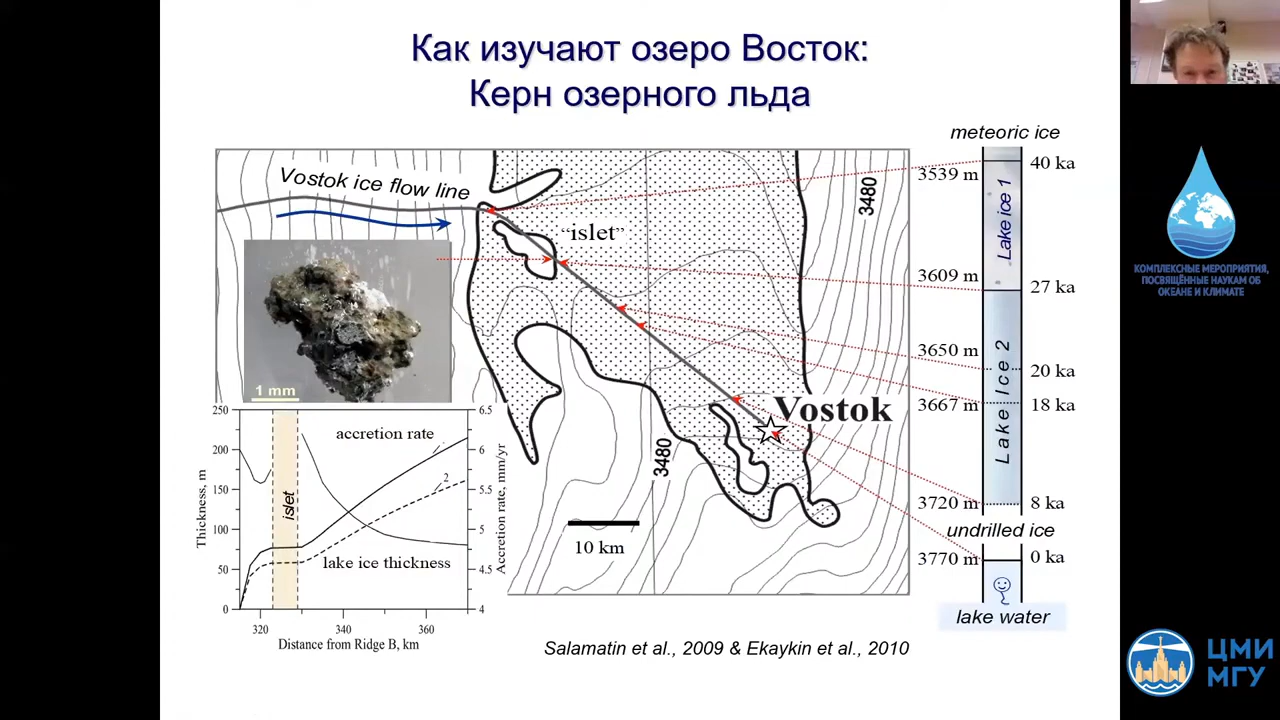 Как изучают озеро Восток:
Керн озерного льда
meteoric ice
40 ka
3539 m
Vostok ice flow line
3480
Lake ice 1
"islet"
3609 m
27 ka
3650 m
20 ka
Lake Ice 2
3667 m
18 ka
1 mm
Vostok
3480
250
200
150
100
50
0
Thickness, m
accretion rate
2
islet
lake ice thickness
6.5
6
5.5
5
4.5
4
Accretion rate, mm/yr
320
340
360
Distance from Ridge B, km
10 km
3720 m
8 ka
undrilled ice
3770 m
0 ka
lake water
Salamatin et al., 2009 & Ekaykin et al., 2010
КОМПЛЕКСНЫЕ МЕРОПРИЯТИЯ,
ПОСВЯЩЁННЫЕ НАУКАМ ОБ
ОКЕАНЕ И КЛИМАТЕ
ЦМИ
МГУ